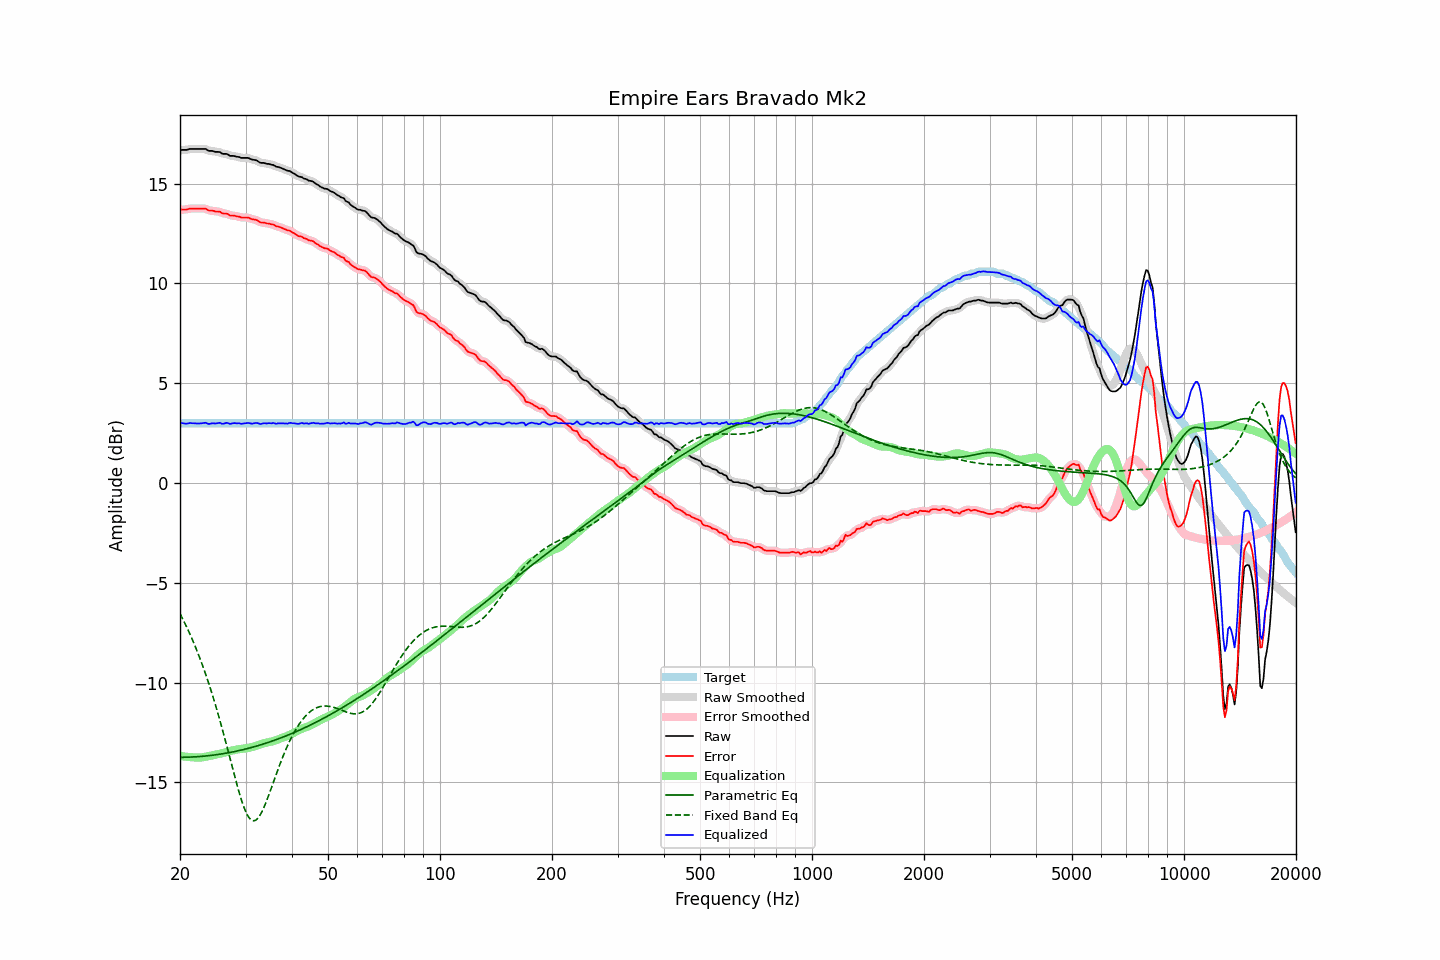 Empire Ears Bravado Mk2
Amplitude (dBr)
15
10
5
0
−5
−10
−15
Target
Raw Smoothed
Error Smoothed
Raw
Error
Equalization
Parametric Eq
Fixed Band Eq
Equalized
20 50 100 200 500 1000 2000 5000 10000 20000
Frequency (Hz)